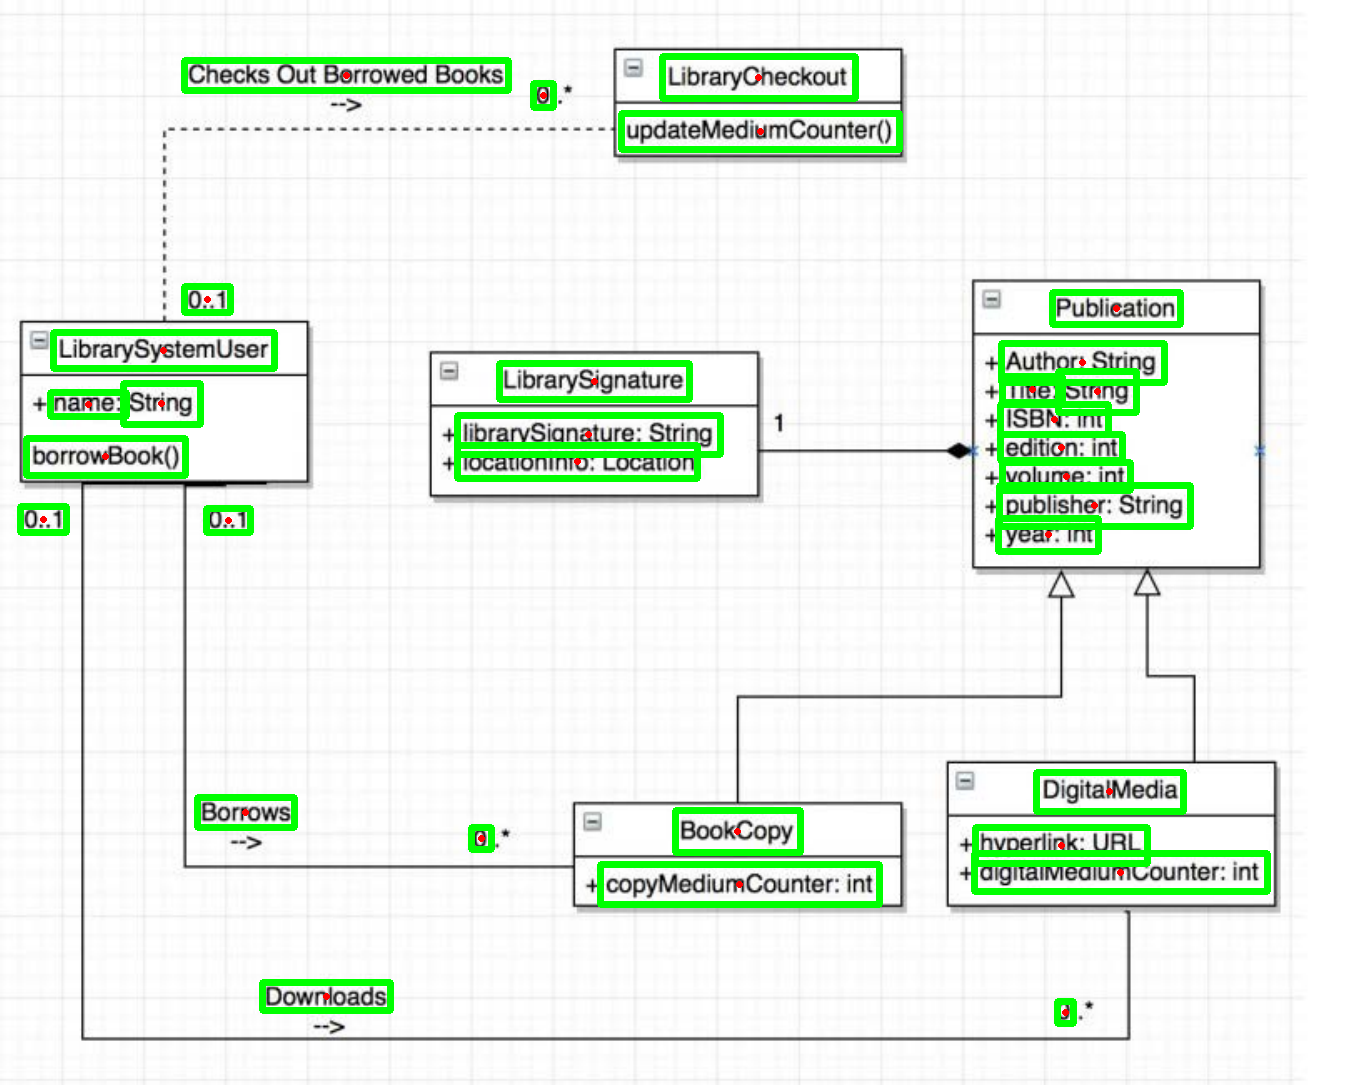 Checks Out Borrowed Books
-->
0..*
LibraryCheckout
updateMediumCounter()
0..1
LibrarySystemUser
+ name: String
borrowBook()
0..1
0..1
LibrarySignature
+ librarySignature: String
+ locationInfo: Location
1
Publication
+ Author: String
+ Title: String
+ ISBN: int
+ edition: int
+ volume: int
+ publisher: String
+ year: int
Borrows
-->
0..*
BookCopy
+ copyMediumCounter: int
DigitalMedia
+ hyperlink: URL
+ digitalMediumCounter: int
Downloads
-->
0..*